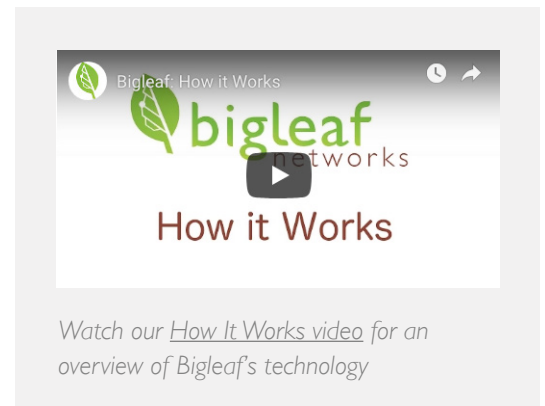 Bigleaf: How it Works
bigleaf
networks
How it Works
Watch our How It Works video for an
overview of Bigleaf's technology